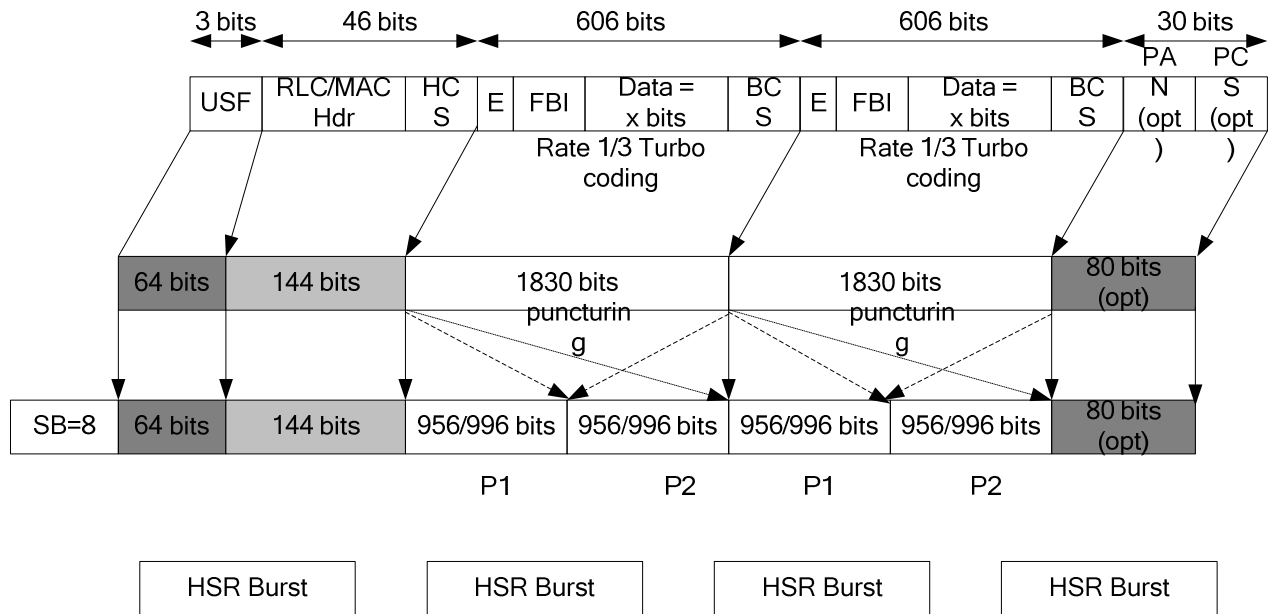 3 bits 46 bits 606 bits 606 bits 30 bits
USF
RLC/MAC
Hdr
HC
S
E
FBI
Data =
x bits
BC
S
E
FBI
Data =
x bits
BC
S
PA
N
(opt
)
PC
S
(opt
)
Rate 1/3 Turbo
coding
Rate 1/3 Turbo
coding
64 bits
144 bits
1830 bits
puncturin
g
1830 bits
puncturin
g
80 bits
(opt)
SB=8
64 bits
144 bits
956/996 bits
956/996 bits
956/996 bits
956/996 bits
80 bits
(opt)
P1 P2 P1 P2
HSR Burst HSR Burst HSR Burst HSR Burst